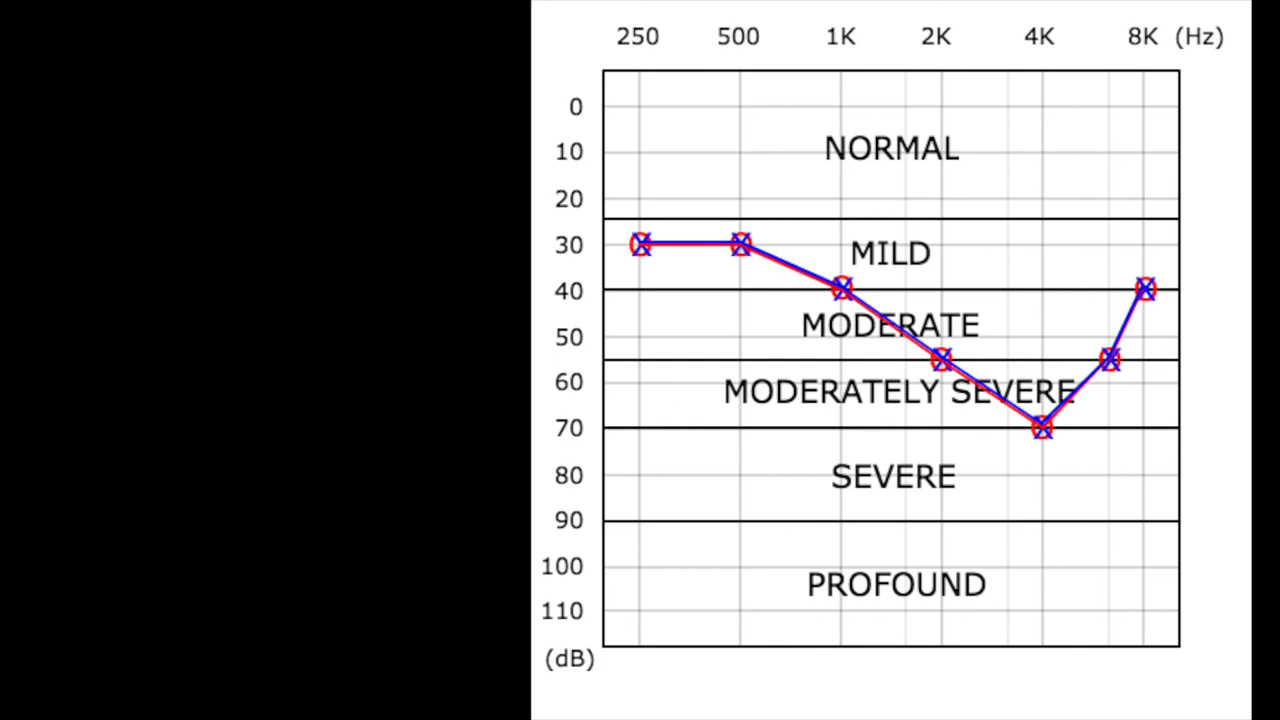 250 500 1K 2K 4K 8K (Hz)
0
NORMAL
10
20
30
MILD
40
MODERATE
50
60
MODERATELY SEVERE
70
80
SEVERE
90
100
PROFOUND
110
(dB)